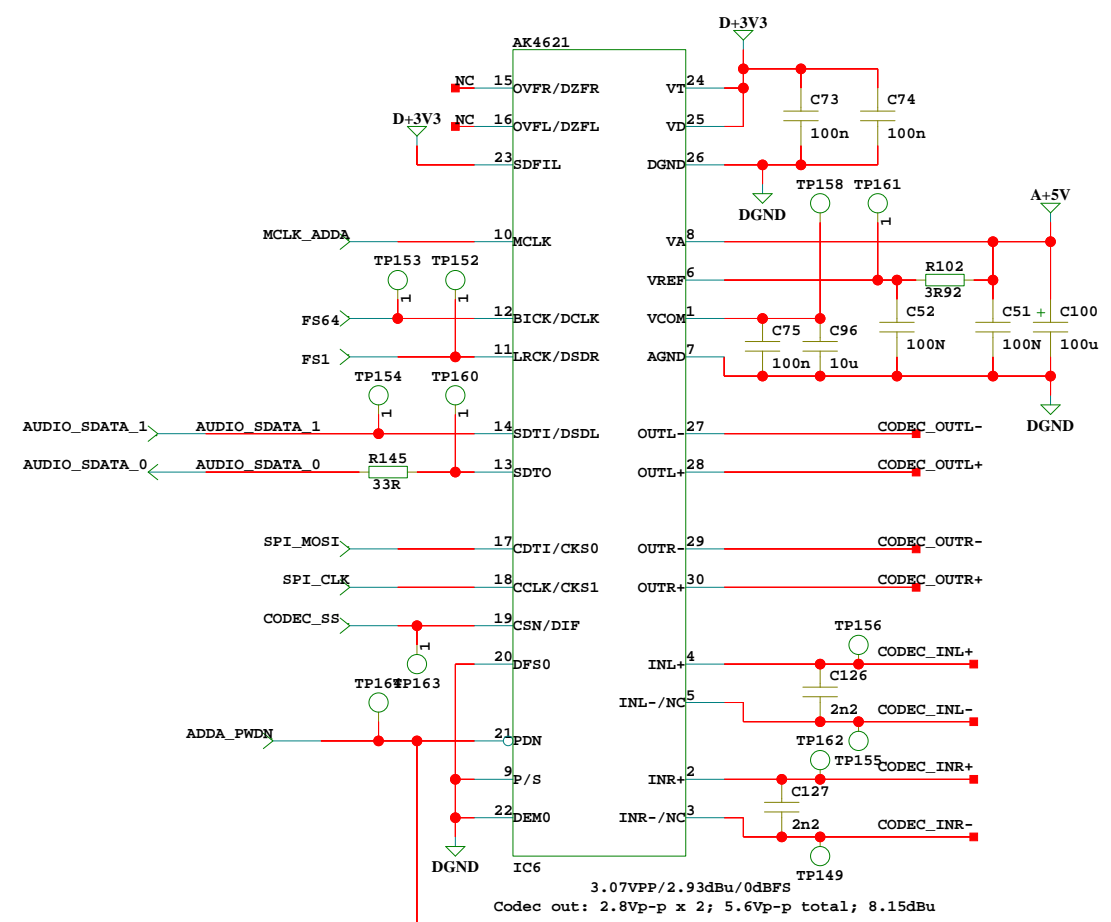 D+3V3
AK4621
NC 15 OVFR/DZFR VT 24
C73 C74
100n 100n
D+3V3 NC 16 OVFL/DZFL VD 25
23 SDFIL DGND 26
DGND
TP158 TP161
1
A+5V
MCLK_ADDA 10 MCLK VA 8
TP153 TP152
1 1
VREF 6 R102
3R92
FS64 12 BICK/DCLK VCOM 1
C75 C96 C52 C51 + C100
100n 10u 100N 100N 100u
FS1 11 LRCK/DSDR AGND 7
TP154 TP160
1 1
DGND
AUDIO_SDATA_1 AUDIO_SDATA_1 14 SDTI/DSDL OUTL- 27 CODEC_OUTL-
AUDIO_SDATA_0 AUDIO_SDATA_0 R145 13 SDTO OUTL+ 28 CODEC_OUTL+
33R
SPI_MOSI 17 CDTI/CKS0 OUTR- 29 CODEC_OUTR-
SPI_CLK 18 CCLK/CKS1 OUTR+ 30 CODEC_OUTR+
CODEC_SS 19 CSN/DIF
1
TP156
20 DFS0 INL+ 4 CODEC_INL+
TP164 TP163
C126
2n2
INL-/NC 5 CODEC_INL-
ADDA_PWDN 21 PDN
TP162 TP155
9 P/S INR+ 2 CODEC_INR+
C127
2n2
22 DEM0 INR-/NC 3 CODEC_INR-
DGND
IC6
TP149
3.07VPP/2.93dBu/0dBFS
Codec out: 2.8Vp-p x 2; 5.6Vp-p total; 8.15dBu